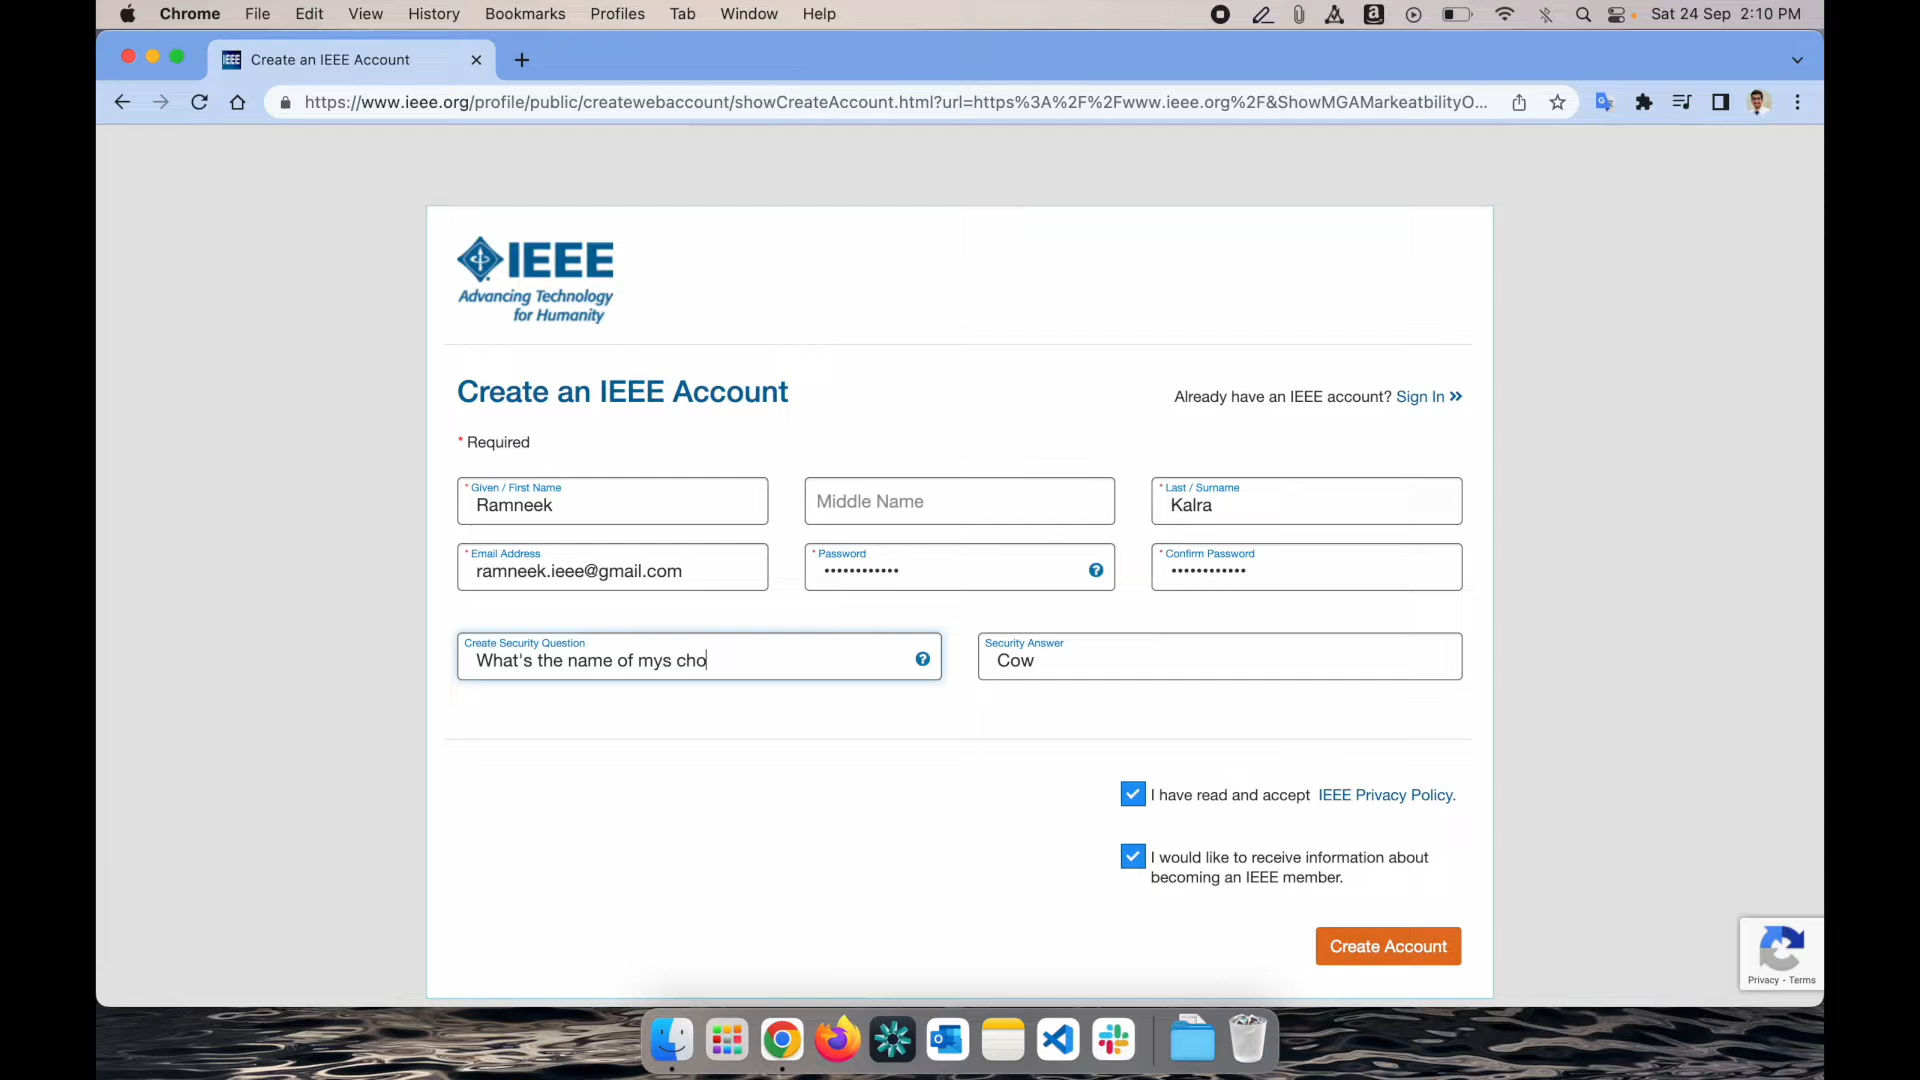 Chrome File Edit View History Bookmarks Profiles Tab Window Help
Sat 24 Sep 2:10 PM
IEEE Create an IEEE Account
https://www.ieee.org/profile/public/createwebaccount/showCreateAccount.html?url=https%3A%2F%2Fwww.ieee.org%2F&ShowMGAMarkeatbilityO...
IEEE
Advancing Technology
for Humanity
Create an IEEE Account
Already have an IEEE account? Sign In »
* Required
* Given / First Name
Ramneek
Middle Name
* Last / Surname
Kalra
* Email Address
ramneek.ieee@gmail.com
* Password
••••••••••••
* Confirm Password
••••••••••••
Create Security Question
What's the name of mys cho
Security Answer
Cow
I have read and accept IEEE Privacy Policy.
I would like to receive information about
becoming an IEEE member.
Create Account
Privacy - Terms